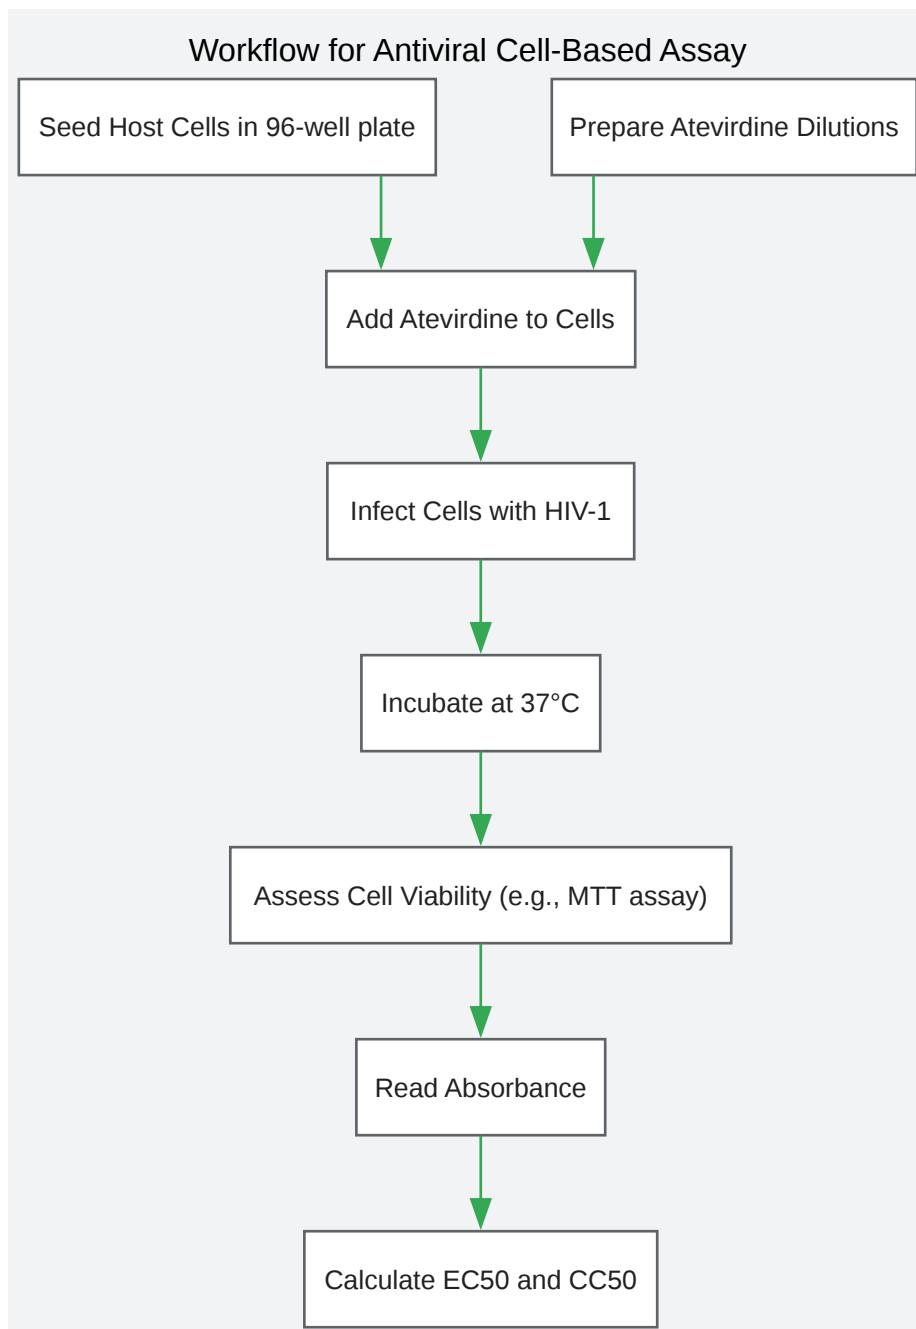 Workflow for Antiviral Cell-Based Assay
Seed Host Cells in 96-well plate
Prepare Atevirdine Dilutions
Add Atevirdine to Cells
Infect Cells with HIV-1
Incubate at 37°C
Assess Cell Viability (e.g., MTT assay)
Read Absorbance
Calculate EC50 and CC50